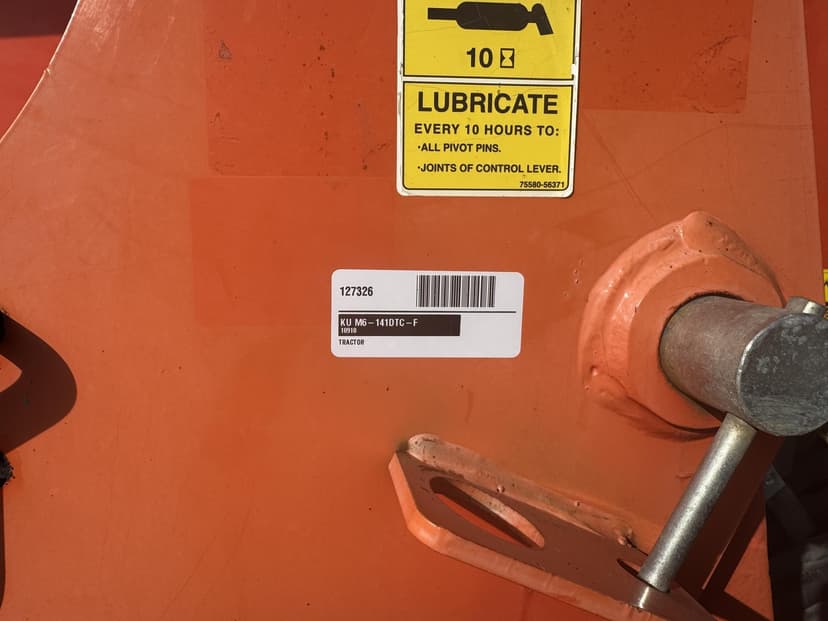 10
LUBRICATE
EVERY 10 HOURS TO:
·ALL PIVOT PINS.
·JOINTS OF CONTROL LEVER.
75580-56371
127326
KU M6-141DTC-F
10910
TRACTOR